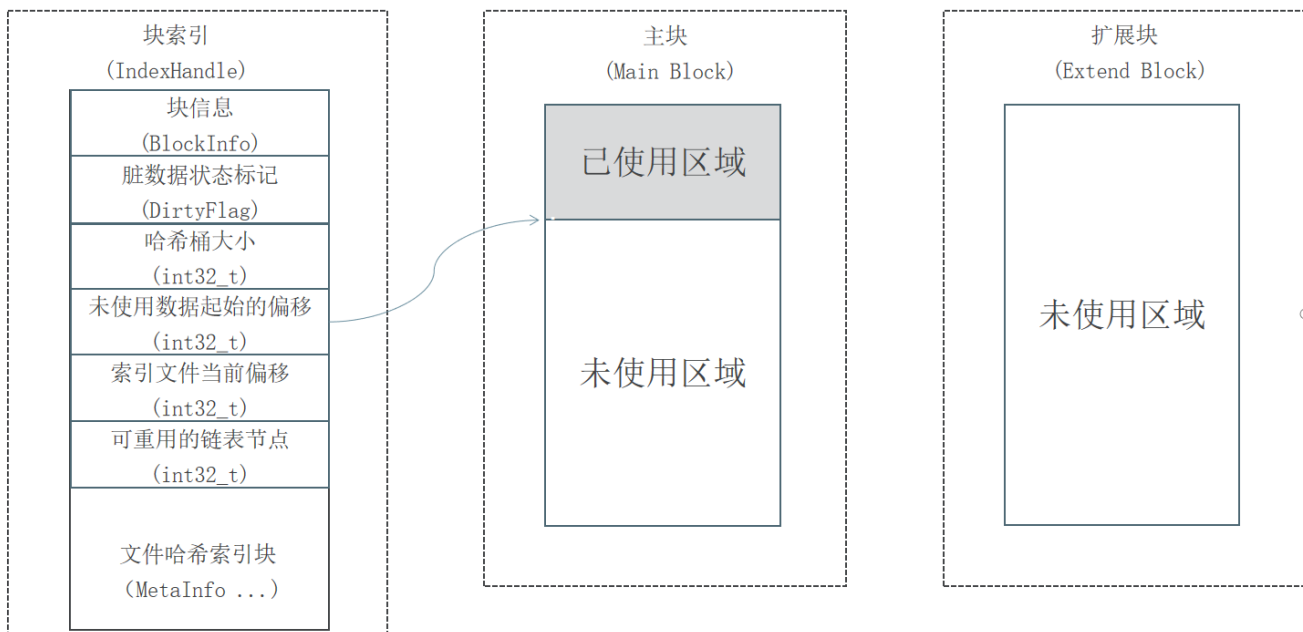 块索引
(IndexHandle)
块信息
(BlockInfo)
脏数据状态标记
(DirtyFlag)
哈希桶大小
(int32_t)
未使用数据起始的偏移
(int32_t)
索引文件当前偏移
(int32_t)
可重用的链表节点
(int32_t)
文件哈希索引块
(MetaInfo ...)
主块
(Main Block)
已使用区域
未使用区域
扩展块
(Extend Block)
未使用区域